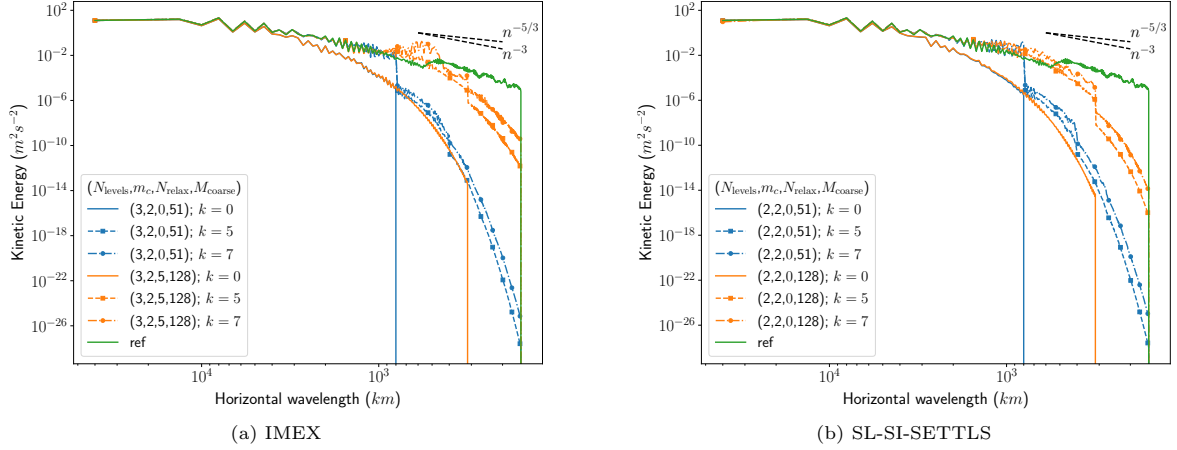 10^2
10^{-2}
10^{-6}
10^{-10}
10^{-14}
10^{-18}
10^{-22}
10^{-26}
Kinetic Energy (m^2 s^{-2})
n^{-5/3}
n^{-3}
(N_levels,m_c,N_relax,M_coarse)
(3,2,0,51); k = 0
(3,2,0,51); k = 5
(3,2,0,51); k = 7
(3,2,5,128); k = 0
(3,2,5,128); k = 5
(3,2,5,128); k = 7
ref
10^4
10^3
Horizontal wavelength (km)
(a) IMEX
10^2
10^{-2}
10^{-6}
10^{-10}
10^{-14}
10^{-18}
10^{-22}
10^{-26}
Kinetic Energy (m^2 s^{-2})
n^{-5/3}
n^{-3}
(N_levels,m_c,N_relax,M_coarse)
(2,2,0,51); k = 0
(2,2,0,51); k = 5
(2,2,0,51); k = 7
(2,2,0,128); k = 0
(2,2,0,128); k = 5
(2,2,0,128); k = 7
ref
10^4
10^3
Horizontal wavelength (km)
(b) SL-SI-SETTLS